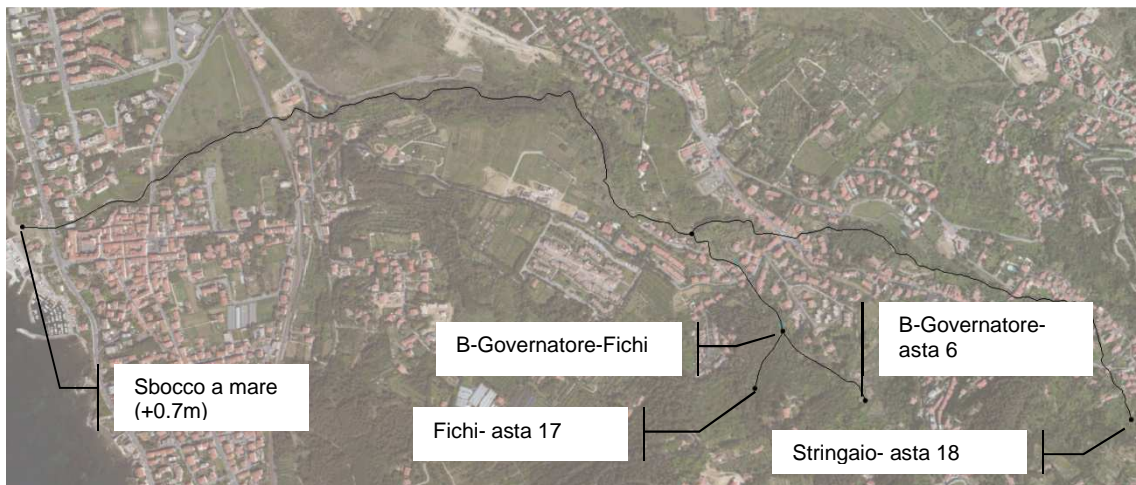 B-Governatore-Fichi
B-Governatore-
asta 6
Sbocco a mare
(+0.7m)
Fichi- asta 17
Stringaio- asta 18